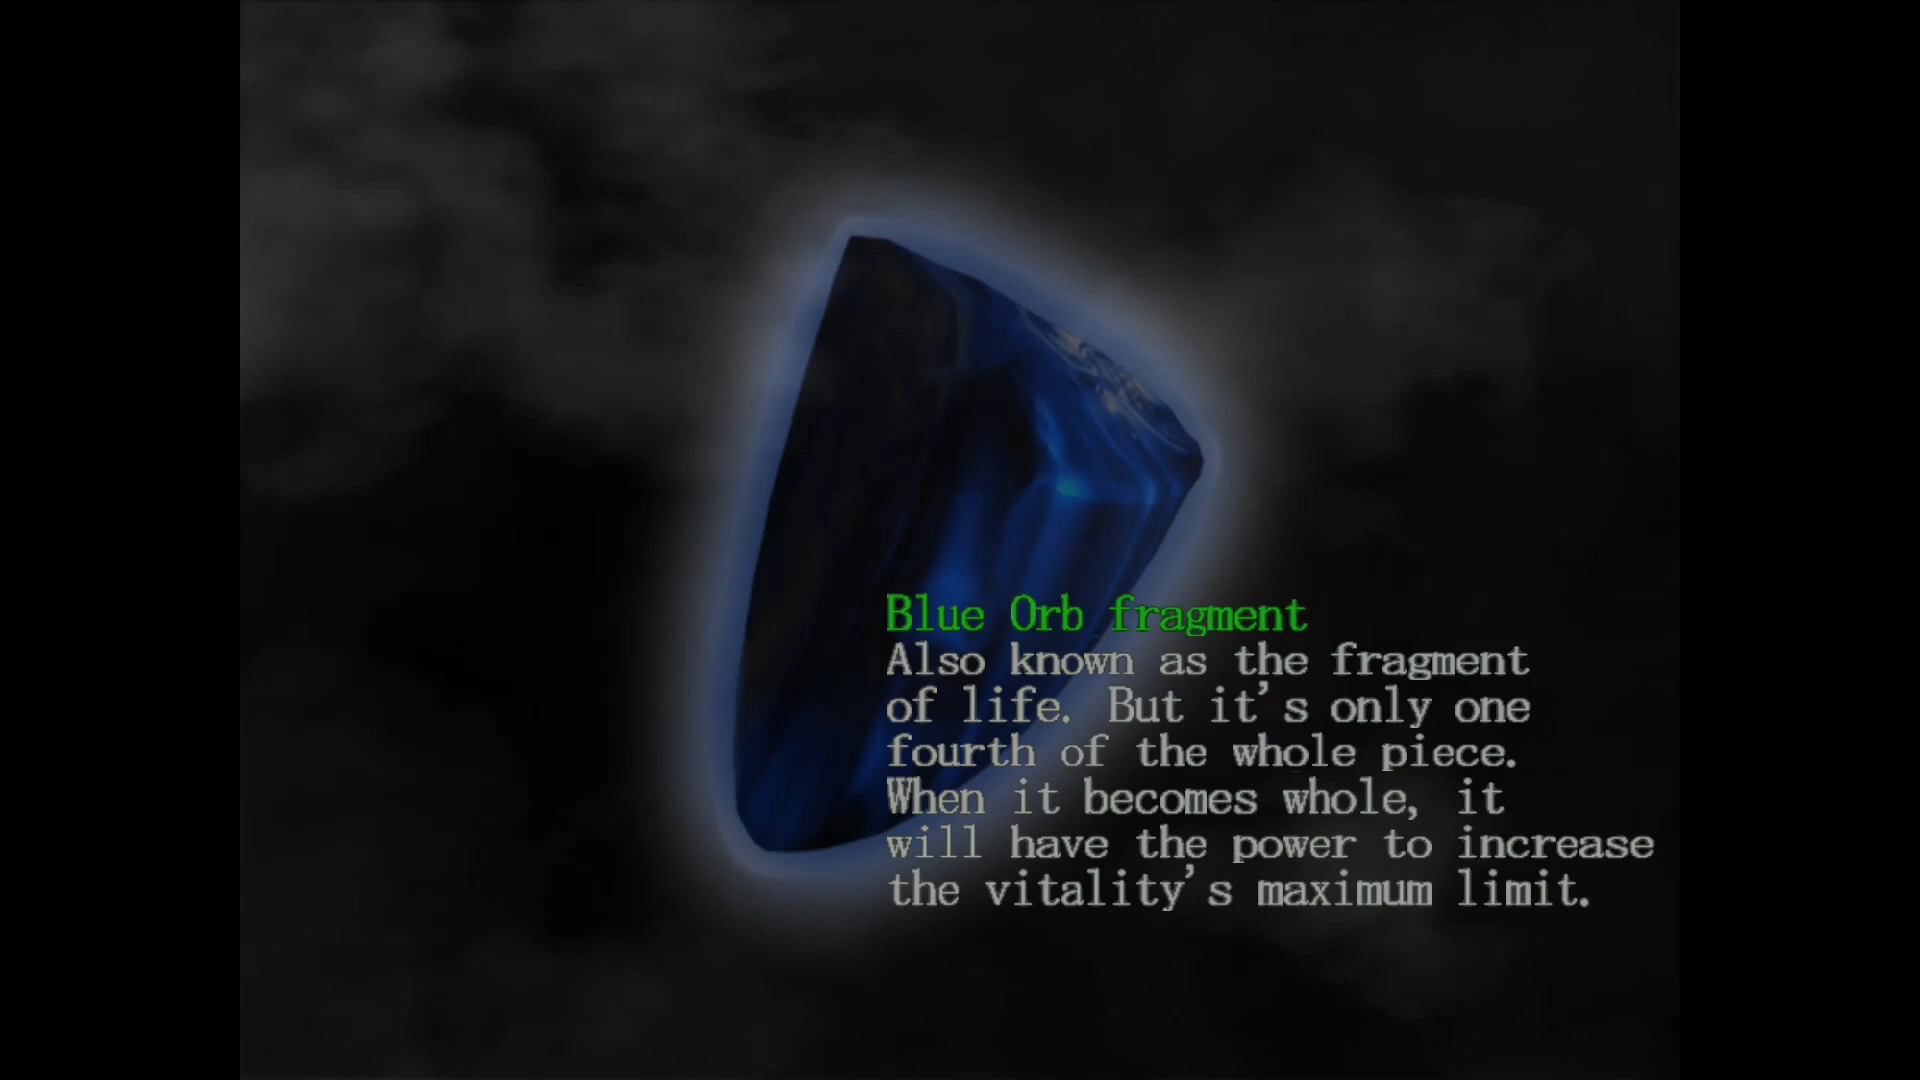 Blue Orb fragment
Also known as the fragment
of life. But it's only one
fourth of the whole piece.
When it becomes whole, it
will have the power to increase
the vitality's maximum limit.